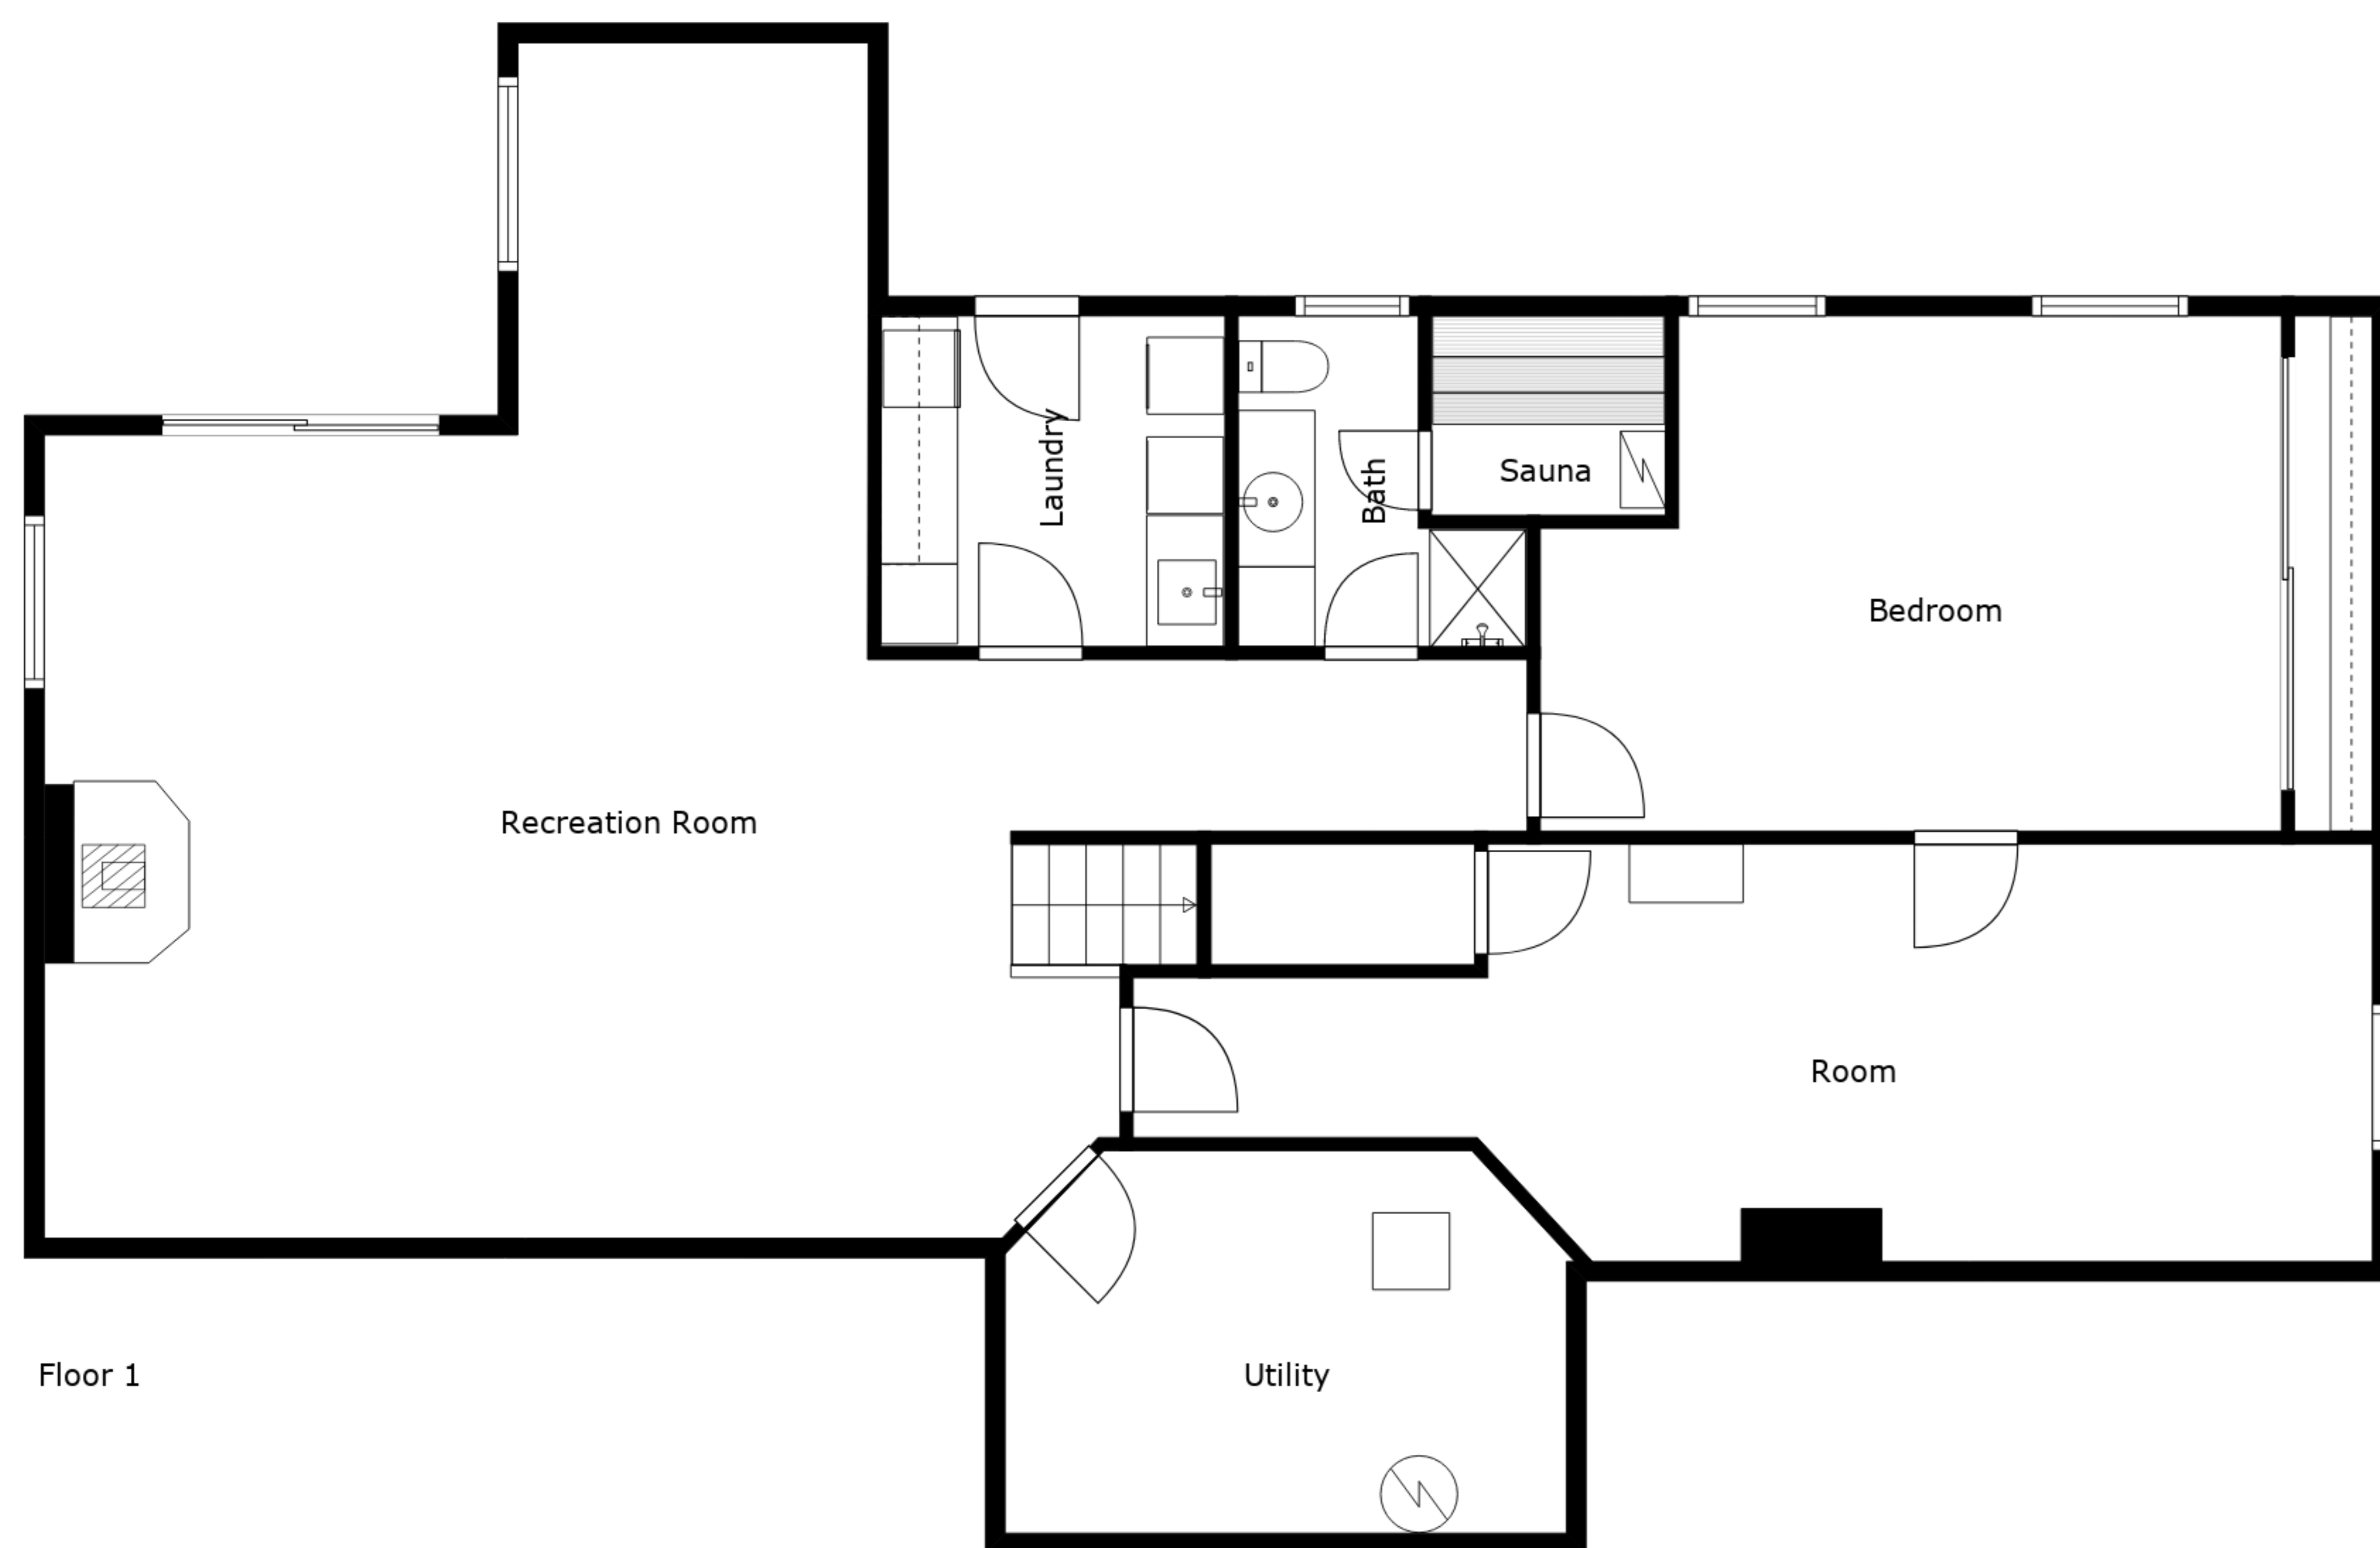 Laundry
Bath
Sauna
Bedroom
Recreation Room
Room
Floor 1
Utility